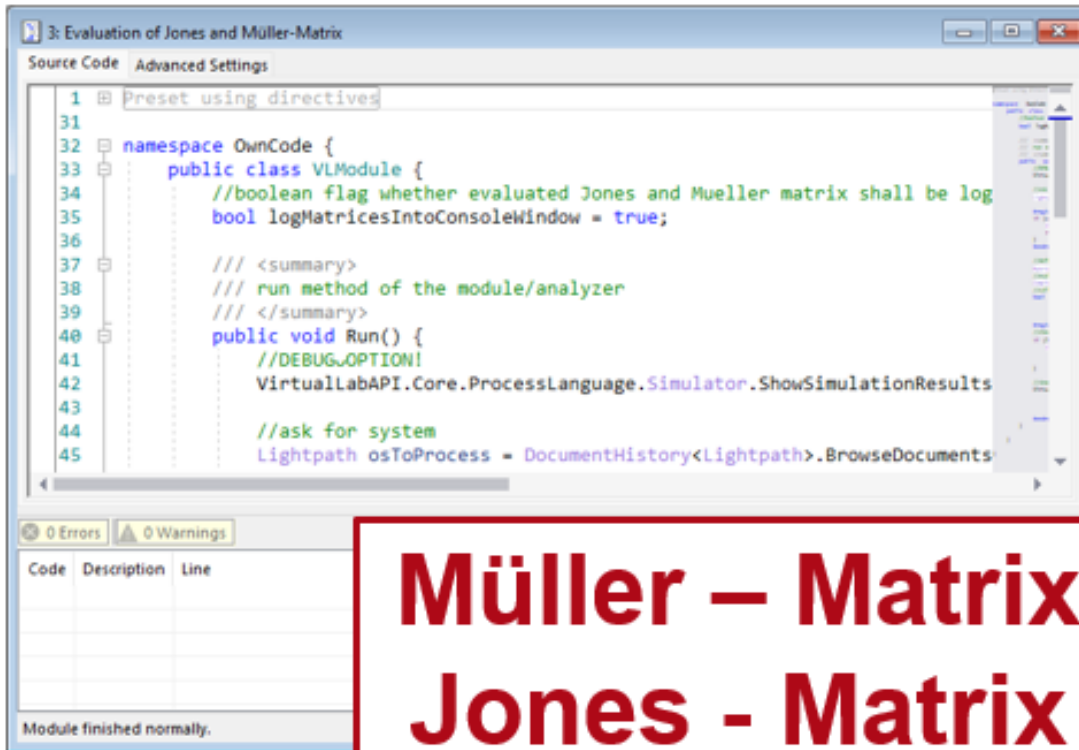 3: Evaluation of Jones and Müller-Matrix
Source Code Advanced Settings
1 Preset using directives
31
32 namespace OwnCode {
33 public class VLModule {
34 //boolean flag whether evaluated Jones and Mueller matrix shall be log
35 bool logMatricesIntoConsoleWindow = true;
36
37 /// <summary>
38 /// run method of the module/analyzer
39 /// </summary>
40 public void Run() {
41 //DEBUG OPTION!
42 VirtualLabAPI.Core.ProcessLanguage.Simulator.ShowSimulationResults
43
44 //ask for system
45 Lightpath osToProcess = DocumentHistory<Lightpath>.BrowseDocuments
0 Errors 0 Warnings
Code Description Line
Müller – Matrix
Jones - Matrix
Module finished normally.